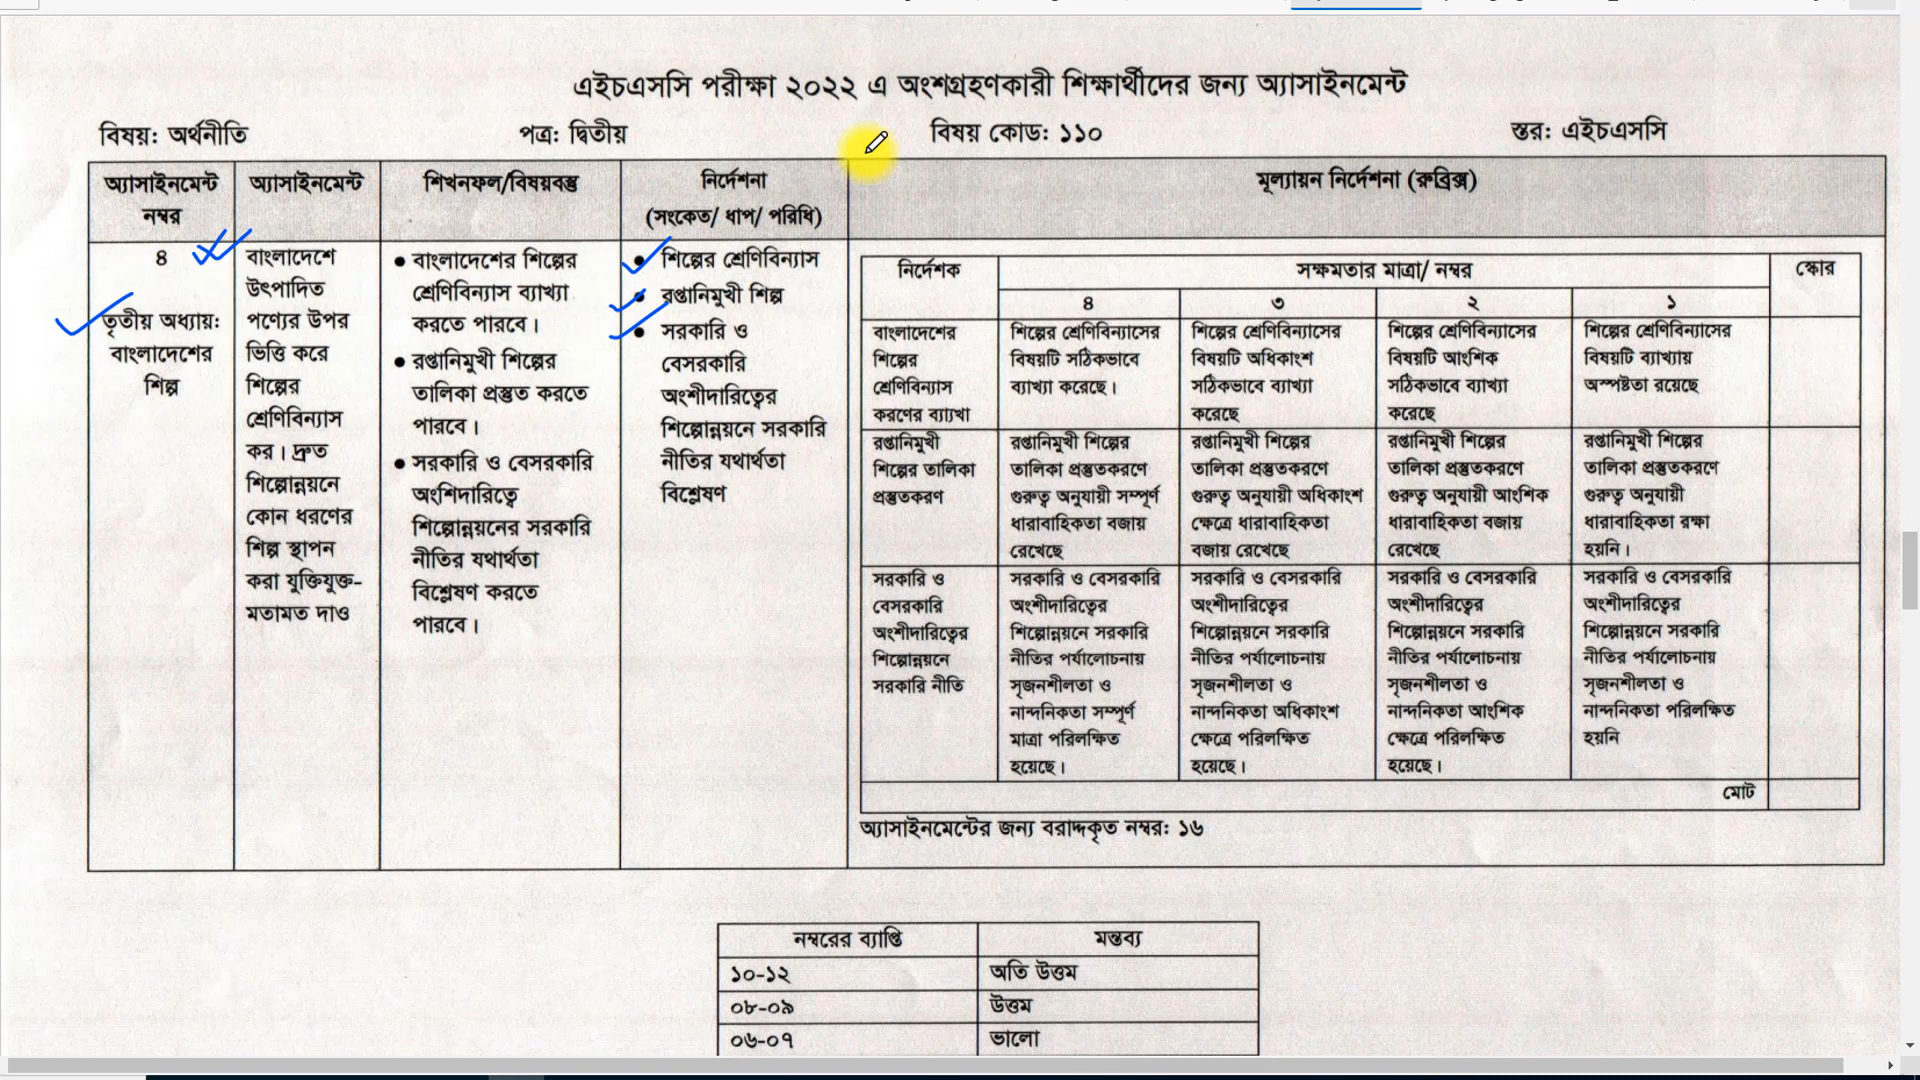 এইচএসসি পরীক্ষা ২০২২ এ অংশগ্রহণকারী শিক্ষার্থীদের জন্য অ্যাসাইনমেন্ট
বিষয়: অর্থনীতি পত্র: দ্বিতীয় বিষয় কোড: ১১০ স্তর: এইচএসসি
অ্যাসাইনমেন্ট
নম্বর
অ্যাসাইনমেন্ট
শিখনফল/বিষয়বস্তু
নির্দেশনা
(সংকেত/ ধাপ/ পরিধি)
মূল্যায়ন নির্দেশনা (রুব্রিক্স)
৪
তৃতীয় অধ্যায়:
বাংলাদেশের
শিল্প
বাংলাদেশে
উৎপাদিত
পণ্যের উপর
ভিত্তি করে
শিল্পের
শ্রেণিবিন্যাস
কর। দ্রুত
শিল্পোন্নয়নে
কোন ধরণের
শিল্প স্থাপন
করা যুক্তিযুক্ত-
মতামত দাও
● বাংলাদেশের শিল্পের
শ্রেণিবিন্যাস ব্যাখ্যা
করতে পারবে।
● রপ্তানিমুখী শিল্পের
তালিকা প্রস্তুত করতে
পারবে।
● সরকারি ও বেসরকারি
অংশিদারিত্বে
শিল্পোন্নয়নের সরকারি
নীতির যথার্থতা
বিশ্লেষণ করতে
পারবে।
● শিল্পের শ্রেণিবিন্যাস
● রপ্তানিমুখী শিল্প
● সরকারি ও
বেসরকারি
অংশীদারিত্বের
শিল্পোন্নয়নে সরকারি
নীতির যথার্থতা
বিশ্লেষণ
নির্দেশক
সক্ষমতার মাত্রা/ নম্বর
স্কোর
৪ ৩ ২ ১
বাংলাদেশের
শিল্পের
শ্রেণিবিন্যাস
করণের ব্যাখা
শিল্পের শ্রেণিবিন্যাসের
বিষয়টি সঠিকভাবে
ব্যাখ্যা করেছে।
শিল্পের শ্রেণিবিন্যাসের
বিষয়টি অধিকাংশ
সঠিকভাবে ব্যাখ্যা
করেছে
শিল্পের শ্রেণিবিন্যাসের
বিষয়টি আংশিক
সঠিকভাবে ব্যাখ্যা
করেছে
শিল্পের শ্রেণিবিন্যাসের
বিষয়টি ব্যাখ্যায়
অস্পষ্টতা রয়েছে
রপ্তানিমুখী
শিল্পের তালিকা
প্রস্তুতকরণ
রপ্তানিমুখী শিল্পের
তালিকা প্রস্তুতকরণে
গুরুত্ব অনুযায়ী সম্পূর্ণ
ধারাবাহিকতা বজায়
রেখেছে
রপ্তানিমুখী শিল্পের
তালিকা প্রস্তুতকরণে
গুরুত্ব অনুযায়ী অধিকাংশ
ক্ষেত্রে ধারাবাহিকতা
বজায় রেখেছে
রপ্তানিমুখী শিল্পের
তালিকা প্রস্তুতকরণে
গুরুত্ব অনুযায়ী আংশিক
ধারাবাহিকতা বজায়
রেখেছে
রপ্তানিমুখী শিল্পের
তালিকা প্রস্তুতকরণে
গুরুত্ব অনুযায়ী
ধারাবাহিকতা রক্ষা
হয়নি।
সরকারি ও
বেসরকারি
অংশীদারিত্বের
শিল্পোন্নয়নে
সরকারি নীতি
সরকারি ও বেসরকারি
অংশীদারিত্বের
শিল্পোন্নয়নে সরকারি
নীতির পর্যালোচনায়
সৃজনশীলতা ও
নান্দনিকতা সম্পূর্ণ
মাত্রা পরিলক্ষিত
হয়েছে।
সরকারি ও বেসরকারি
অংশীদারিত্বের
শিল্পোন্নয়নে সরকারি
নীতির পর্যালোচনায়
সৃজনশীলতা ও
নান্দনিকতা অধিকাংশ
ক্ষেত্রে পরিলক্ষিত
হয়েছে।
সরকারি ও বেসরকারি
অংশীদারিত্বের
শিল্পোন্নয়নে সরকারি
নীতির পর্যালোচনায়
সৃজনশীলতা ও
নান্দনিকতা আংশিক
ক্ষেত্রে পরিলক্ষিত
হয়েছে।
সরকারি ও বেসরকারি
অংশীদারিত্বের
শিল্পোন্নয়নে সরকারি
নীতির পর্যালোচনায়
সৃজনশীলতা ও
নান্দনিকতা পরিলক্ষিত
হয়নি
মোট
অ্যাসাইনমেন্টের জন্য বরাদ্দকৃত নম্বর: ১৬
নম্বরের ব্যাপ্তি মন্তব্য
১০-১২ অতি উত্তম
০৮-০৯ উত্তম
০৬-০৭ ভালো